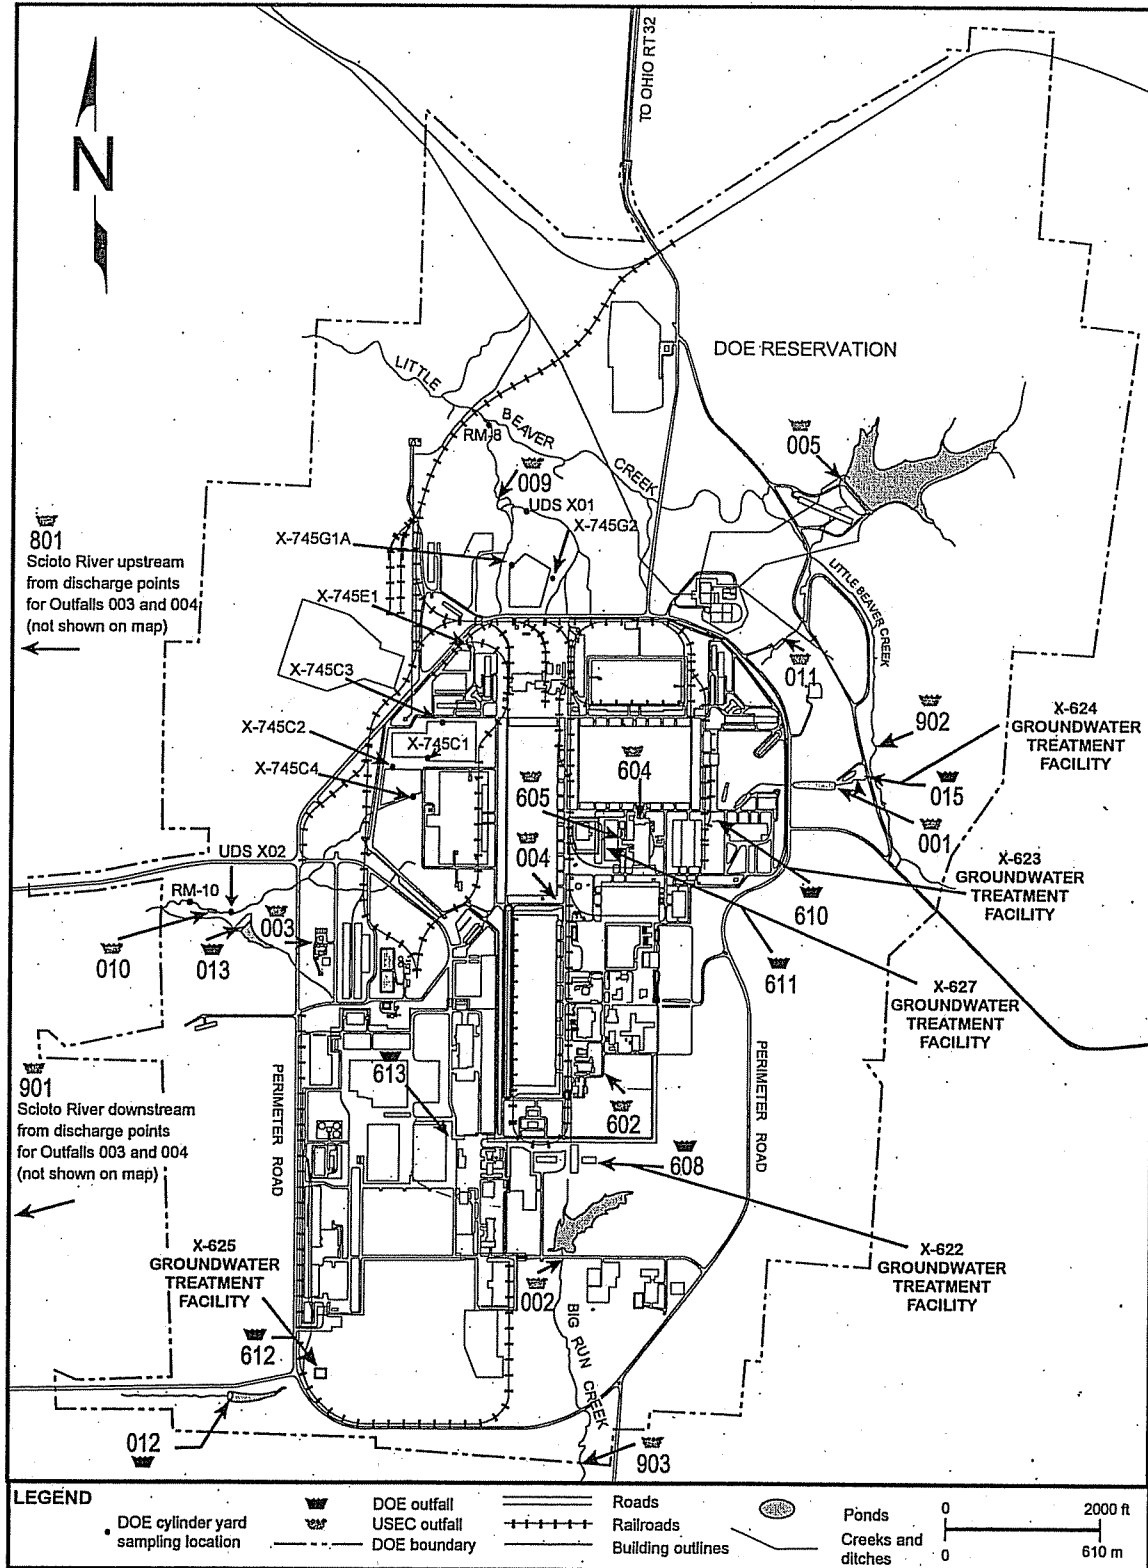 TO OHIO RT 32
N
DOE RESERVATION
LITTLE
BEAVER
CREEK
RM-8
005
009
UDS X01
X-745G2
X-745G1A
801
Scioto River upstream
from discharge points
for Outfalls 003 and 004
(not shown on map)
X-745E1
LITTLE BEAVER CREEK
011
X-745C3
902
X-624
GROUNDWATER
TREATMENT
FACILITY
X-745C2
X-745C1
604
X-745C4
605
015
001
004
UDS X02
X-623
GROUNDWATER
TREATMENT
FACILITY
RM-10
003
610
010
013
611
X-627
GROUNDWATER
TREATMENT
FACILITY
901
Scioto River downstream
from discharge points
for Outfalls 003 and 004
(not shown on map)
PERIMETER ROAD
613
PERIMETER ROAD
602
608
X-625
GROUNDWATER
TREATMENT
FACILITY
X-622
GROUNDWATER
TREATMENT
FACILITY
002
BIG RUN CREEK
612
012
903
LEGEND
DOE cylinder yard
sampling location
DOE outfall
USEC outfall
DOE boundary
Roads
Railroads
Building outlines
Ponds
Creeks and
ditches
0 2000 ft
0 610 m